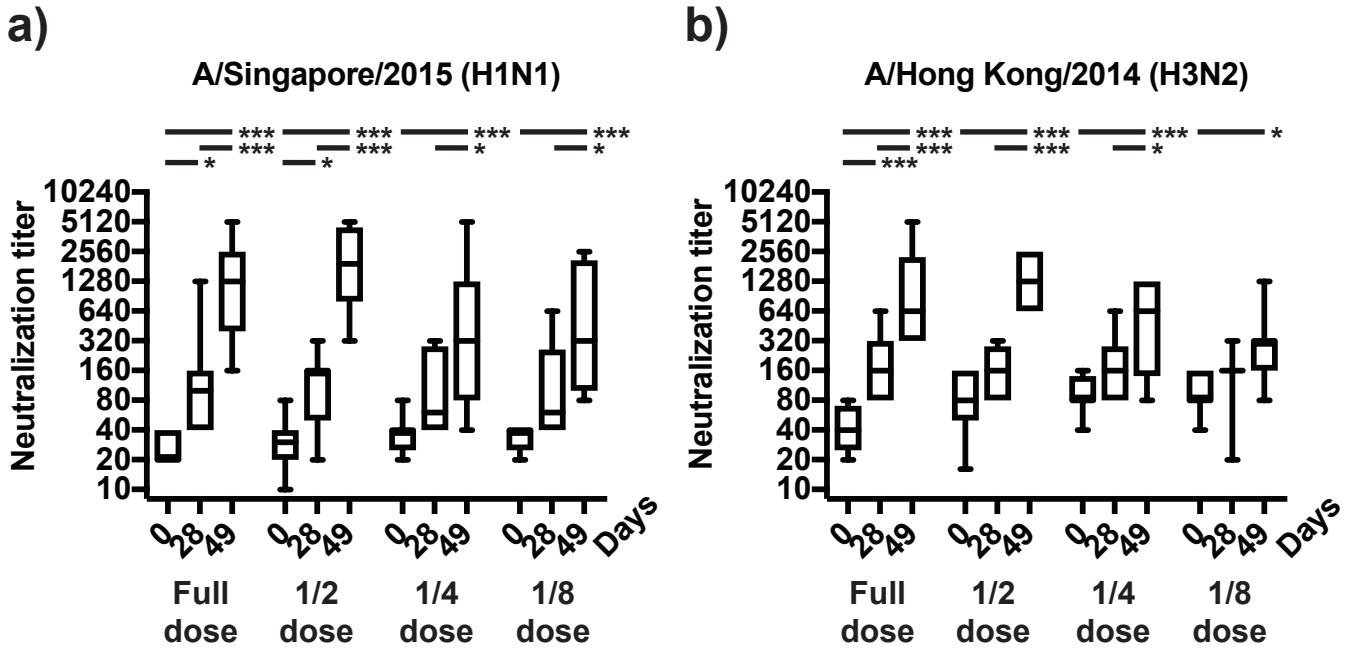 a)
A/Singapore/2015 (H1N1)
*** *** *** ***
*** *** * *
* *
Neutralization titer
10240
5120
2560
1280
640
320
160
80
40
20
10
0 28 49 0 28 49 0 28 49 0 28 49 Days
Full dose
1/2 dose
1/4 dose
1/8 dose
b)
A/Hong Kong/2014 (H3N2)
*** *** *** *
*** *** *
***
Neutralization titer
10240
5120
2560
1280
640
320
160
80
40
20
10
0 28 49 0 28 49 0 28 49 0 28 49 Days
Full dose
1/2 dose
1/4 dose
1/8 dose